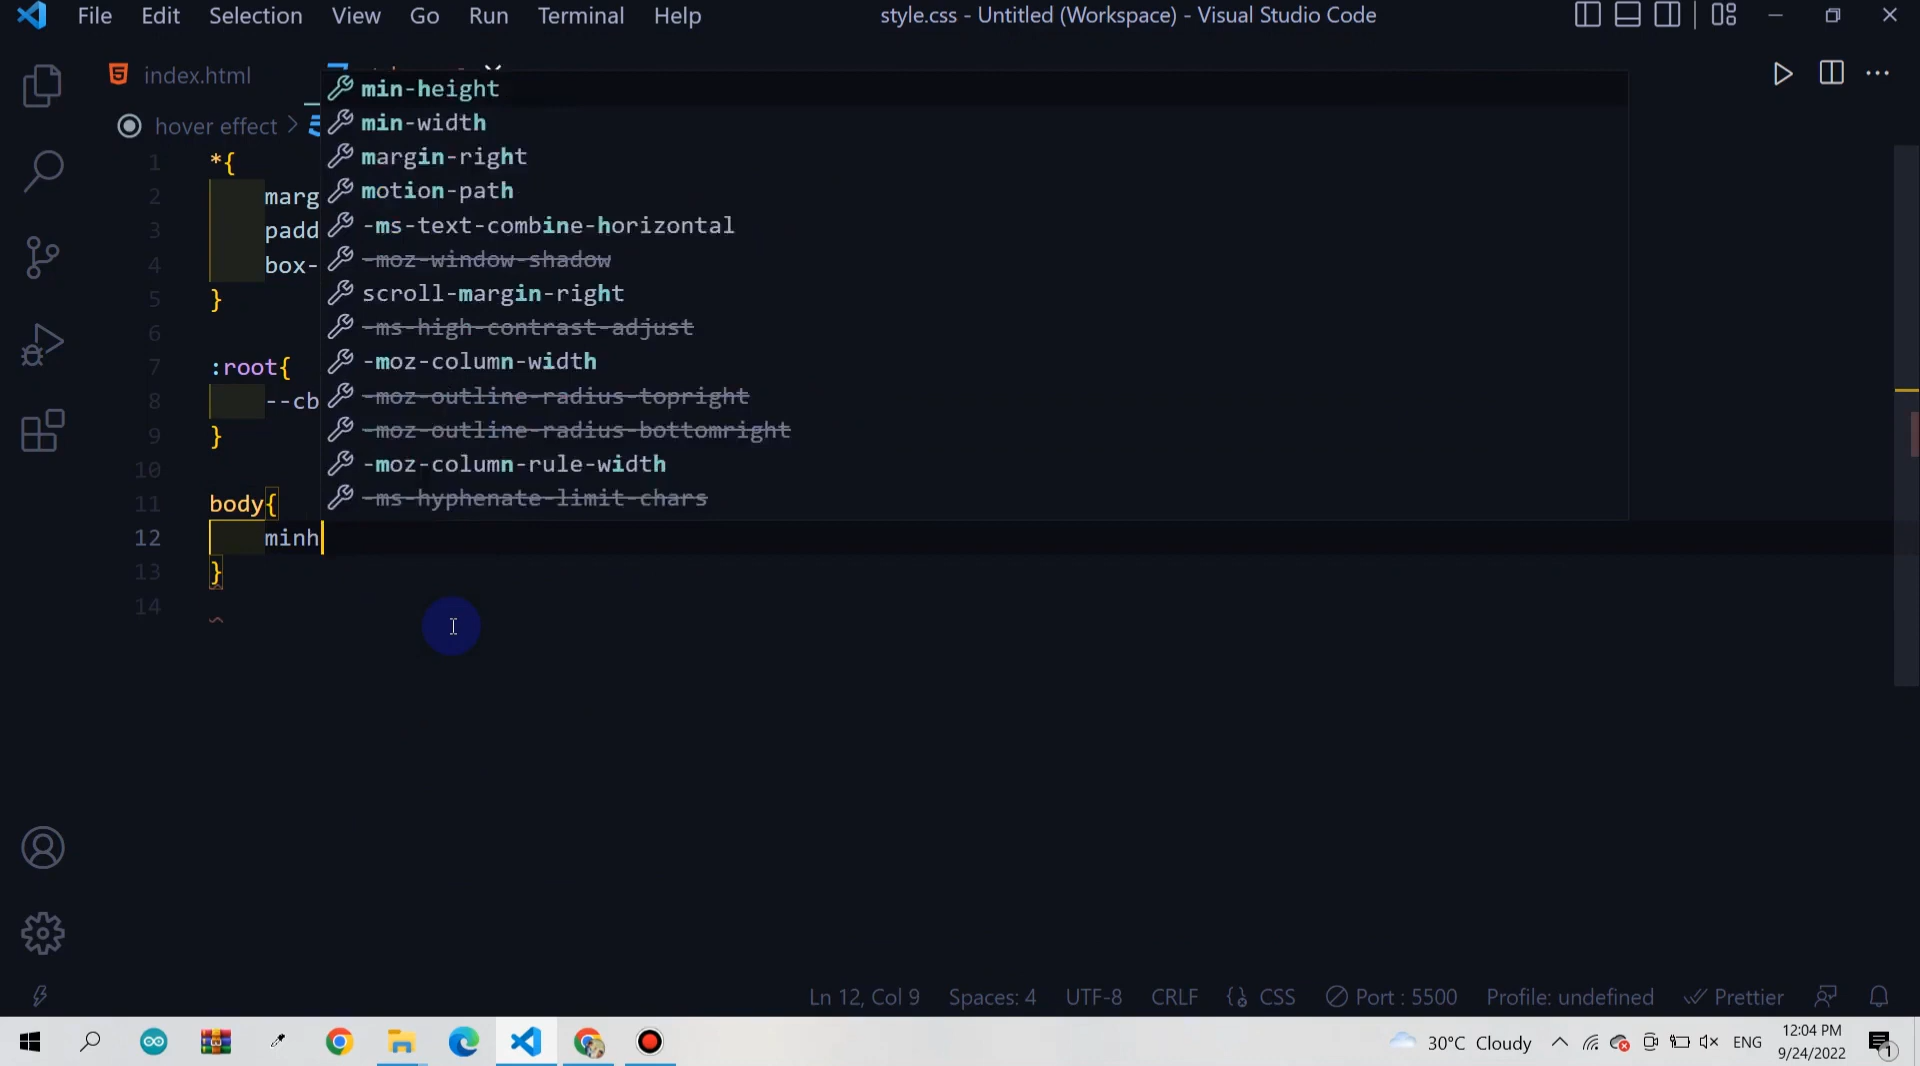 File Edit Selection View Go Run Terminal Help
style.css - Untitled (Workspace) - Visual Studio Code
index.html
hover effect >
min-height
min-width
margin-right
motion-path
-ms-text-combine-horizontal
-moz-window-shadow
scroll-margin-right
-ms-high-contrast-adjust
-moz-column-width
-moz-outline-radius-topright
-moz-outline-radius-bottomright
-moz-column-rule-width
-ms-hyphenate-limit-chars
1 *{
2 marg
3 padd
4 box-
5 }
6
7 :root{
8 --cb
9 }
10
11 body{
12 minh
13 }
14
Ln 12, Col 9 Spaces: 4 UTF-8 CRLF {} CSS Port : 5500 Profile: undefined Prettier
30°C Cloudy ENG
12:04 PM
9/24/2022
1